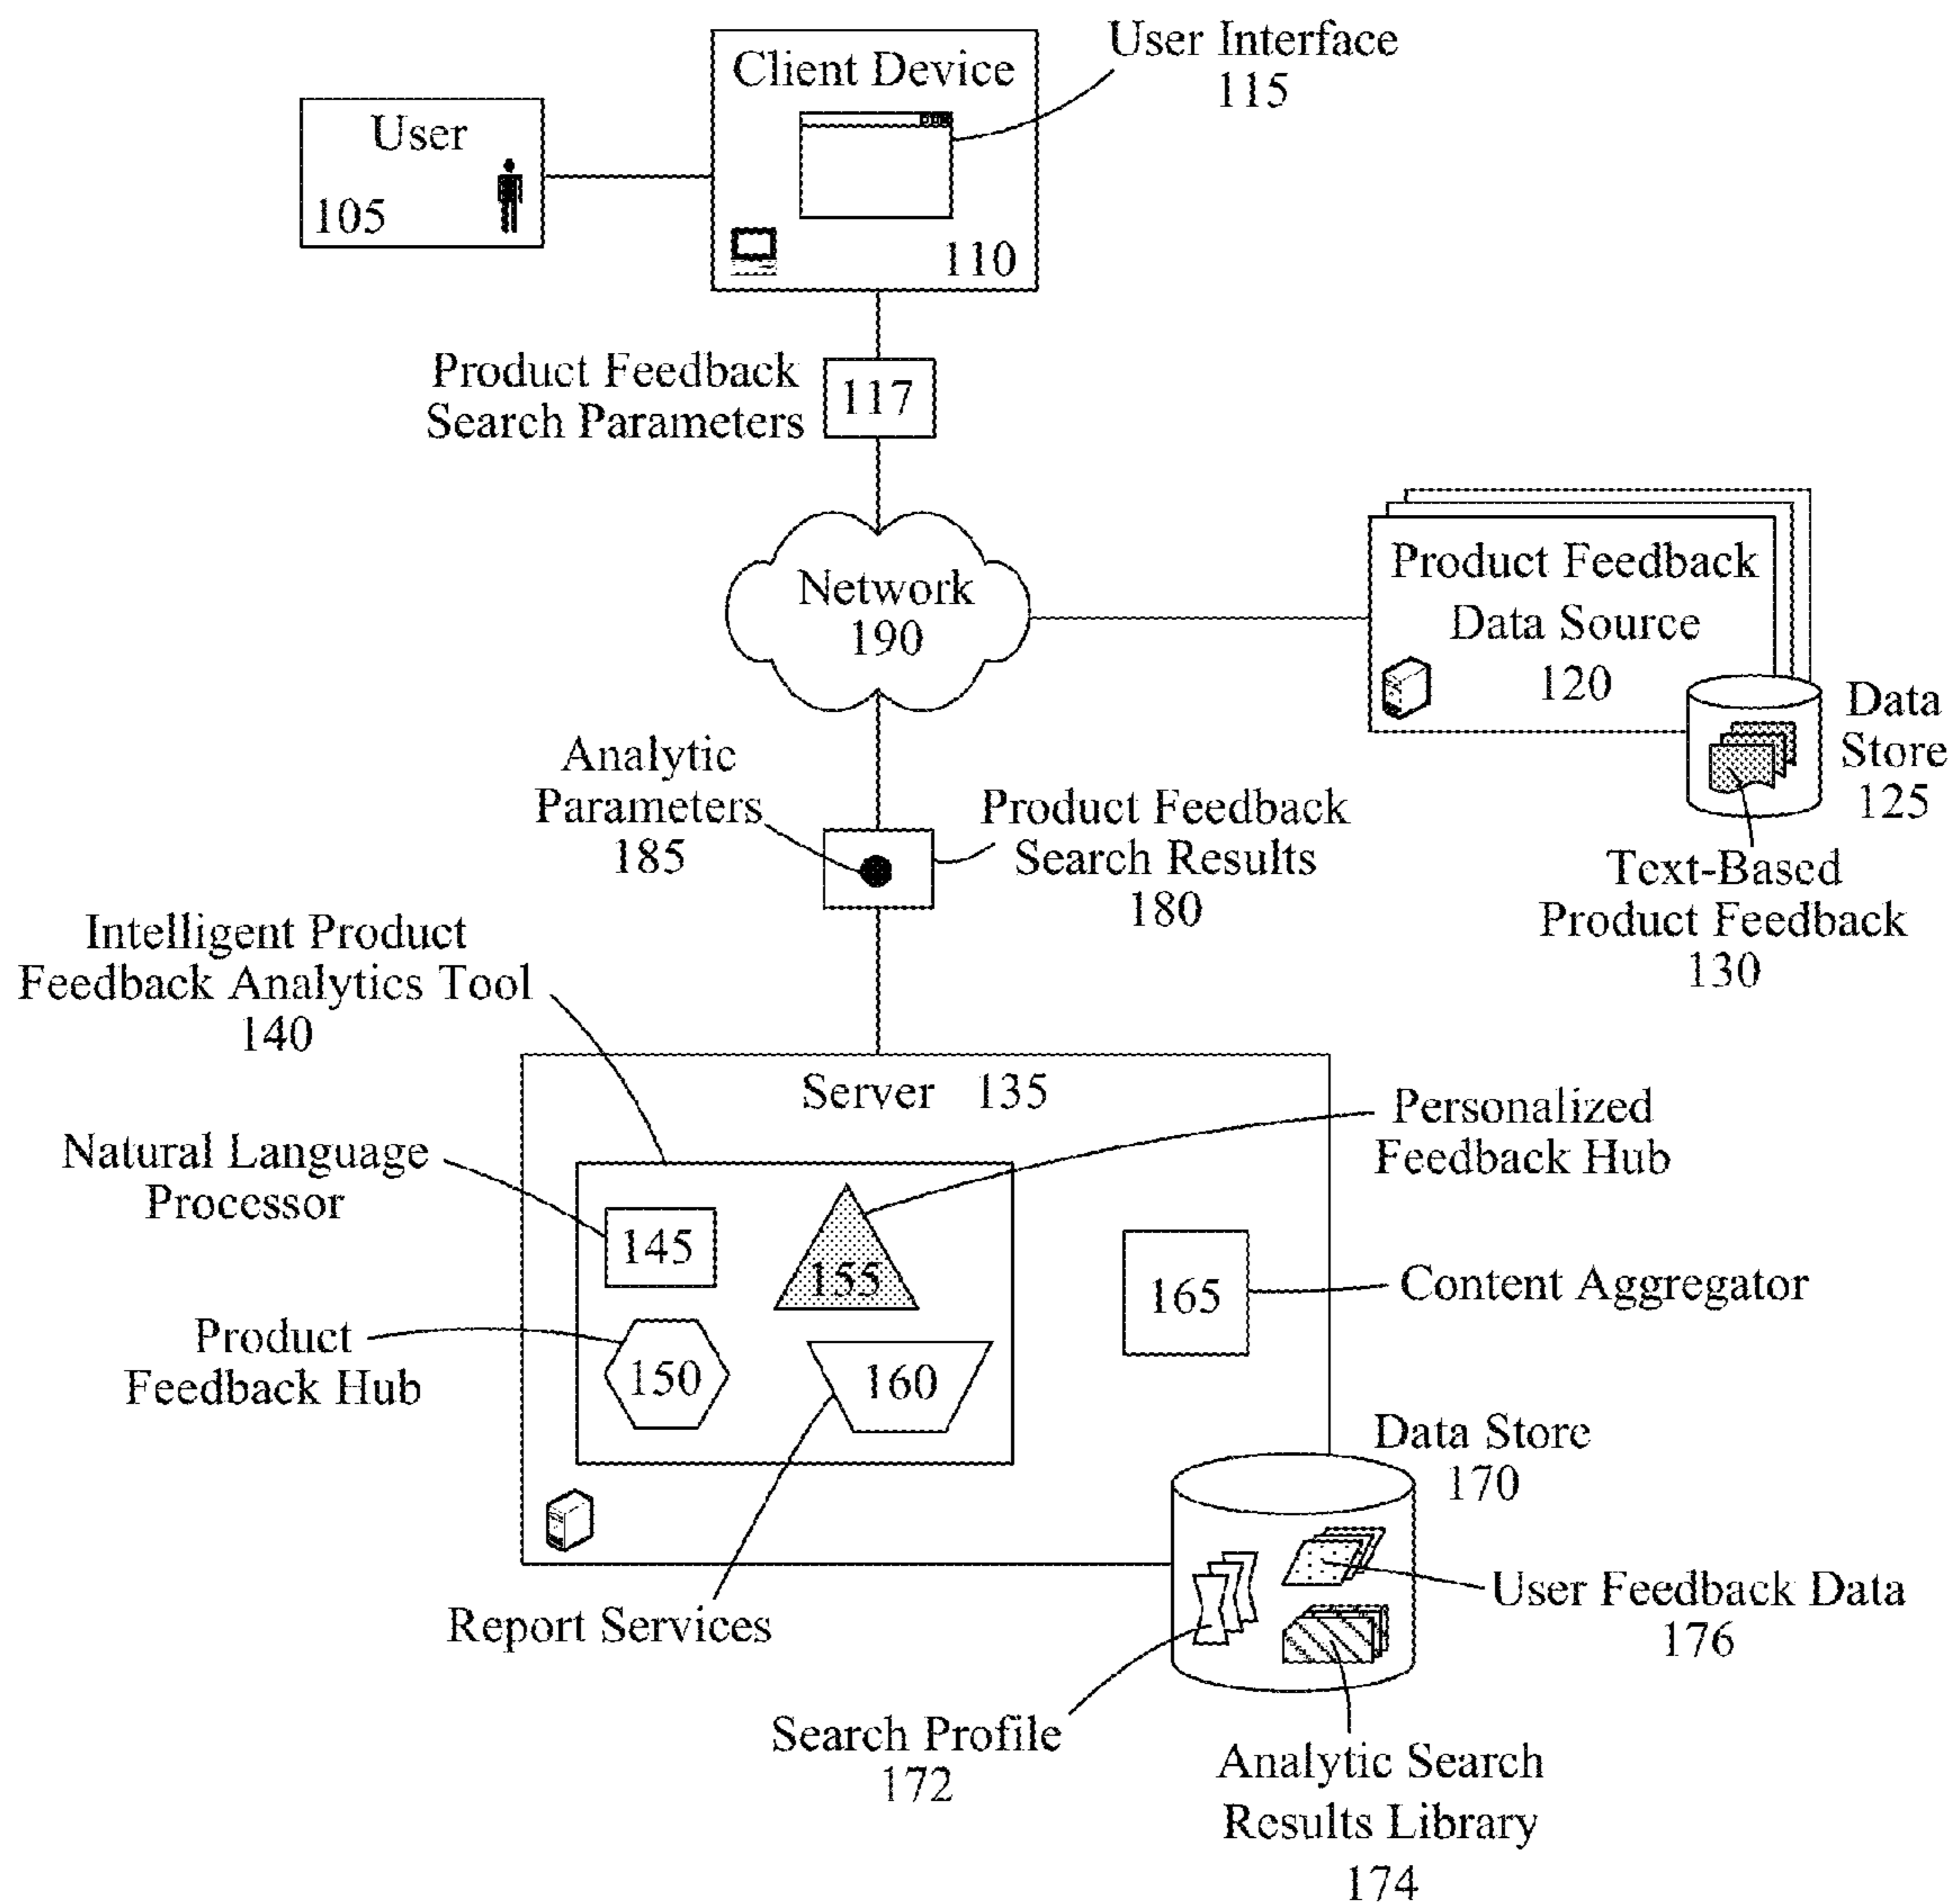 User Interface
115
Client Device
110
User
105
Product Feedback
Search Parameters
117
Network
190
Product Feedback
Data Source
120
Data
Store
125
Text-Based
Product Feedback
130
Analytic
Parameters
185
Product Feedback
Search Results
180
Intelligent Product
Feedback Analytics Tool
140
Server 135
Personalized
Feedback Hub
Natural Language
Processor
145
155
165
Content Aggregator
Product
Feedback Hub
150
160
Data Store
170
Report Services
User Feedback Data
176
Search Profile
172
Analytic Search
Results Library
174